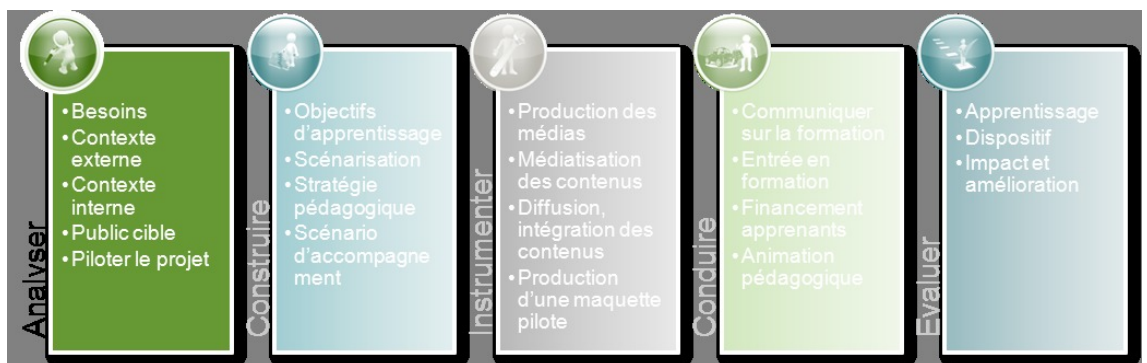 Analyser
• Besoins
• Contexte
externe
• Contexte
interne
• Public cible
• Piloter le projet
Construire
• Objectifs
d'apprentissage
• Scénarisation
• Stratégie
pédagogique
• Scénario
d'accompagne
ment
Instrumenter
• Production des
médias
• Médiatisation
des contenus
• Diffusion,
intégration des
contenus
• Production
d'une maquette
pilote
Conduire
• Communiquer
sur la formation
• Entrée en
formation
• Financement
apprenants
• Animation
pédagogique
Evaluer
• Apprentissage
• Dispositif
• Impact et
amélioration